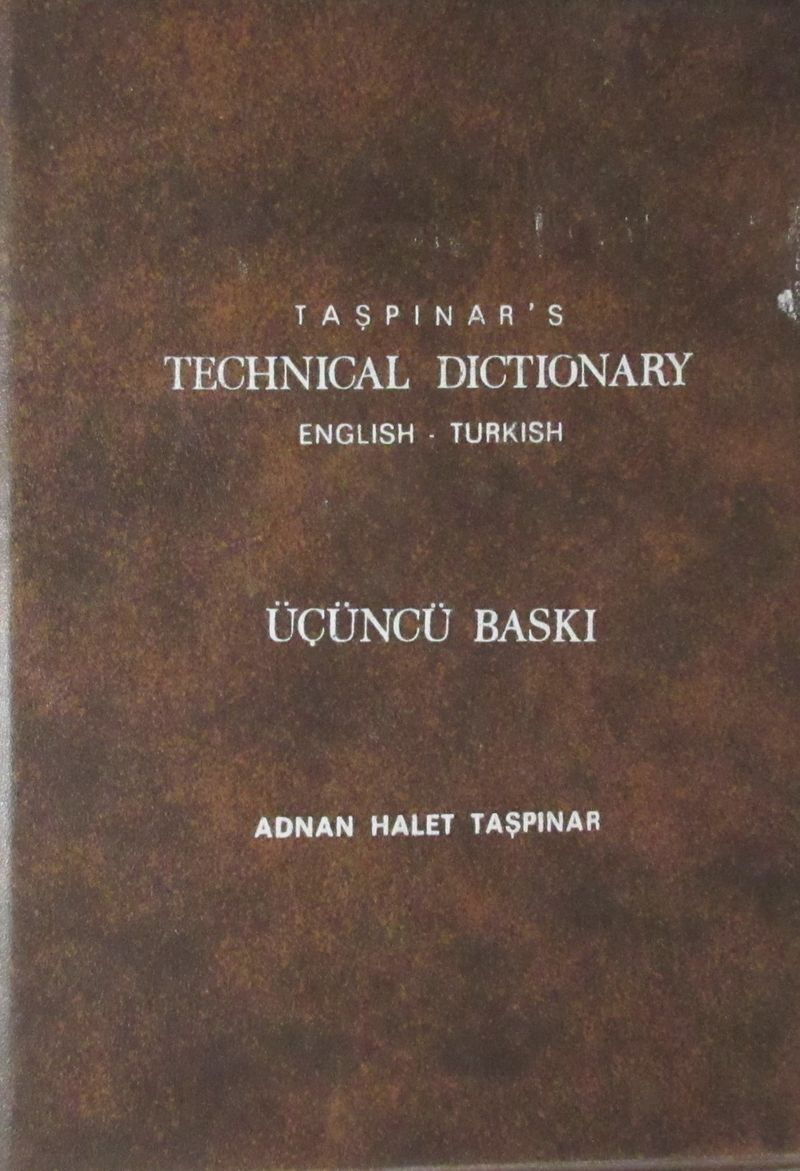 TAŞPINAR'S
TECHNICAL DICTIONARY
ENGLISH - TURKISH
ÜÇÜNCÜ BASKI
ADNAN HALET TAŞPINAR